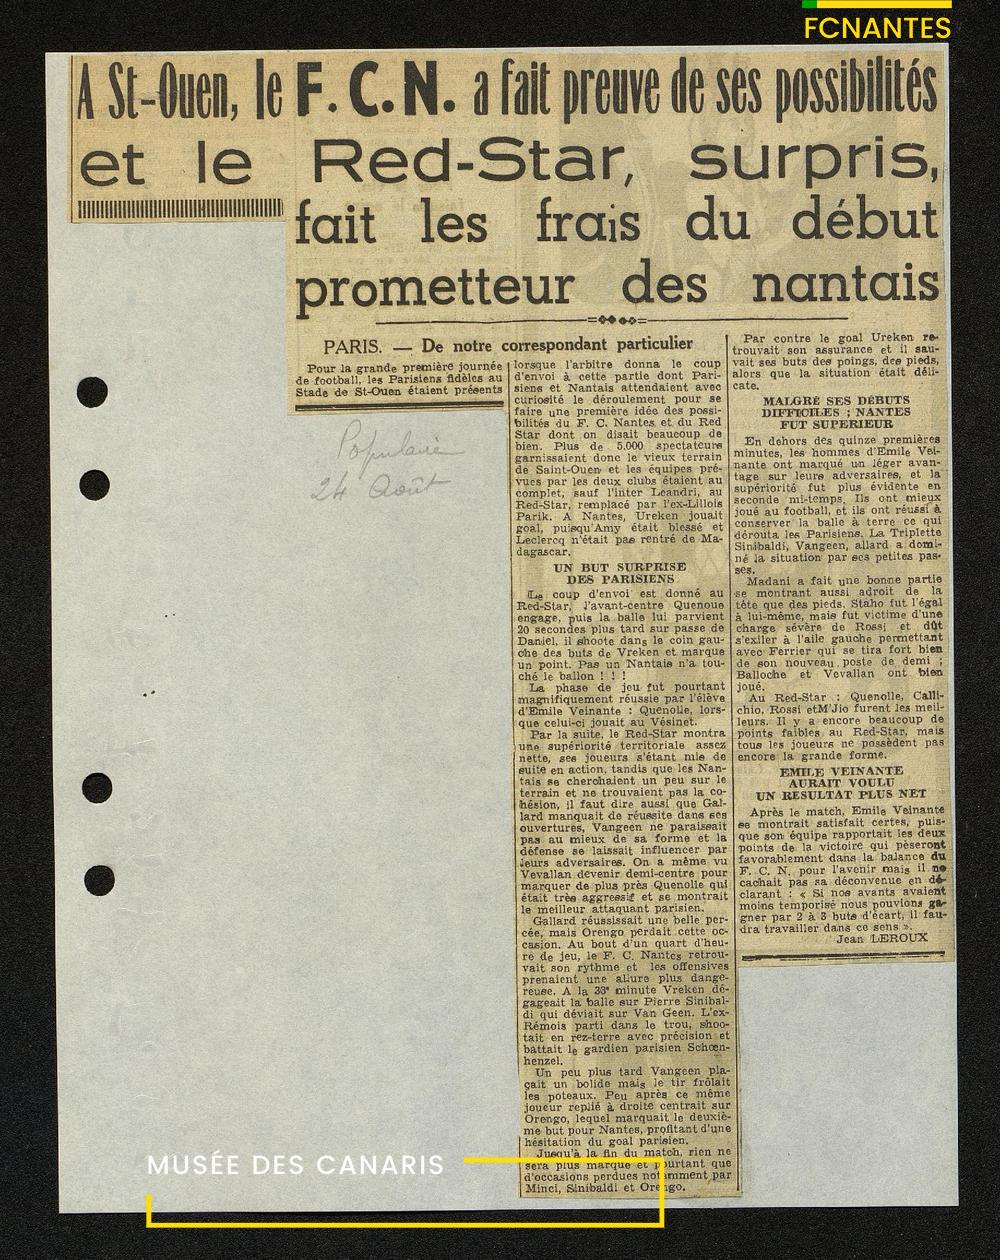 FCNANTES
A St-Ouen, le F.C.N. a fait preuve de ses possibilités
et le Red-Star, surpris,
fait les frais du début
prometteur des nantais
PARIS. — De notre correspondant particulier
Pour la grande première journée
de football, les Parisiens fidèles au
Stade de St-Ouen étaient présents
Populaire
24 Août
lorsque l'arbitre donna le coup
d'envoi à cette partie dont Pari-
siens et Nantais attendaient avec
curiosité le déroulement pour se
faire une première idée des possi-
bilités du F. C. Nantes et du Red
Star dont on disait beaucoup de
bien. Plus de 5.000 spectateurs
garnissaient donc le vieux terrain
de Saint-Ouen et les équipes pré-
vues par les deux clubs étaient au
complet, sauf l'inter Leandri, au
Red-Star, remplacé par l'ex-Lillois
Parik. A Nantes, Ureken jouait
goal, puisqu'Amy était blessé et
Leclercq n'était pas rentré de Ma-
dagascar.
UN BUT SURPRISE
DES PARISIENS
Le coup d'envoi est donné au
Red-Star, l'avant-centre Quenoue
engage, puis la balle lui parvient
20 secondes plus tard sur passe de
Daniel, il shoote dans le coin gau-
che des buts de Vreken et marque
un point. Pas un Nantais n'a tou-
ché le ballon ! ! !
La phase de jeu fut pourtant
magnifiquement réussie par l'élève
d'Emile Veinante : Quenolle, lors-
que celui-ci jouait au Vésinet.
Par la suite, le Red-Star montra
une supériorité territoriale assez
nette, ses joueurs s'étant mis de
suite en action, tandis que les Nan-
tais se cherchaient un peu sur le
terrain et ne trouvaient pas la co-
hésion, il faut dire aussi que Gal-
lard manquait de réussite dans ses
ouvertures, Vangeen ne paraissait
pas au mieux de sa forme et la
défense se laissait influencer par
leurs adversaires. On a même vu
Vevallan devenir demi-centre pour
marquer de plus près Quenolle qui
était très aggressif et se montrait
le meilleur attaquant parisien.
Gallard réussissait une belle per-
cée, mais Orengo perdait cette oc-
casion. Au bout d'un quart d'heu-
re de jeu, le F. C. Nantes retrou-
vait son rythme et les offensives
prenaient une allure plus dange-
reuse. A la 33e minute Vreken dé-
gageait la balle sur Pierre Sinibal-
di qui déviait sur Van Geen. L'ex-
Rémois parti dans le trou, shoo-
tait en rez-terre avec précision et
battait le gardien parisien Schœn-
henzel.
Un peu plus tard Vangeen pla-
çait un bolide mais le tir frôlait
les poteaux. Peu après ce même
joueur replié à droite centrait sur
Orengo, lequel marquait le deuxiè-
me but pour Nantes, profitant d'une
hésitation du goal parisien.
Jusqu'à la fin du match, rien ne
sera plus marqué et pourtant que
d'occasions perdues notamment par
Minci, Sinibaldi et Orengo.
Par contre le goal Ureken re-
trouvait son assurance et il sau-
vait ses buts des poings, des pieds,
alors que la situation était déli-
cate.
MALGRÉ SES DÉBUTS
DIFFICILES ; NANTES
FUT SUPERIEUR
En dehors des quinze premières
minutes, les hommes d'Emile Vei-
nante ont marqué un léger avan-
tage sur leurs adversaires, et la
supériorité fut plus évidente en
seconde mi-temps. Ils ont mieux
joué au football, et ils ont réussi à
conserver la balle à terre ce qui
dérouta les Parisiens. La Triplette
Sinibaldi, Vangeen, allard a domi-
né la situation par ses petites pas-
ses.
Madani a fait une bonne partie
se montrant aussi adroit de la
tête que des pieds. Staho fut l'égal
à lui-même, mais fut victime d'une
charge sévère de Rossi et dût
s'exiler à l'aile gauche permettant
avec Ferrier qui se tira fort bien
de son nouveau poste de demi ;
Balloche et Vevallan ont bien
joué.
Au Red-Star : Quenolle, Calli-
chio, Rossi etM'Jio furent les meil-
leurs. Il y a encore beaucoup de
points faibles au Red-Star, mais
tous les joueurs ne possèdent pas
encore la grande forme.
EMILE VEINANTE
AURAIT VOULU
UN RESULTAT PLUS NET
Après le match, Emile Veinante
se montrait satisfait certes, puis-
que son équipe rapportait les deux
points de la victoire qui pèseront
favorablement dans la balance du
F. C. N. pour l'avenir mais il ne
cachait pas sa déconvenue en dé-
clarant : « Si nos avants avaient
moins temporisé nous pouvions ga-
gner par 2 à 3 buts d'écart, il fau-
dra travailler dans ce sens ».
Jean LEROUX
MUSÉE DES CANARIS